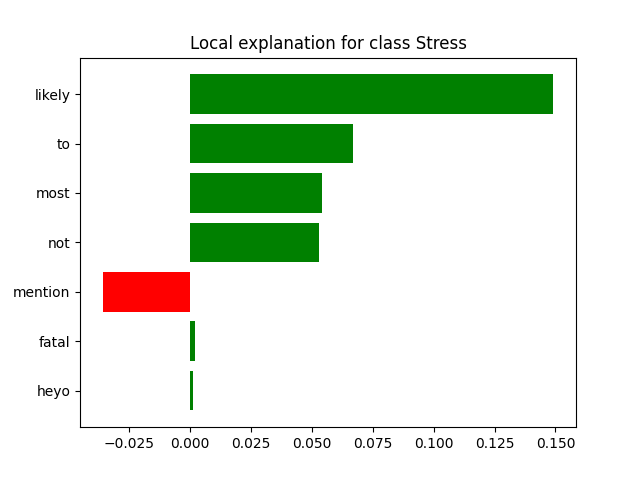 Local explanation for class Stress
likely
to
most
not
mention
fatal
heyo
−0.025 0.000 0.025 0.050 0.075 0.100 0.125 0.150